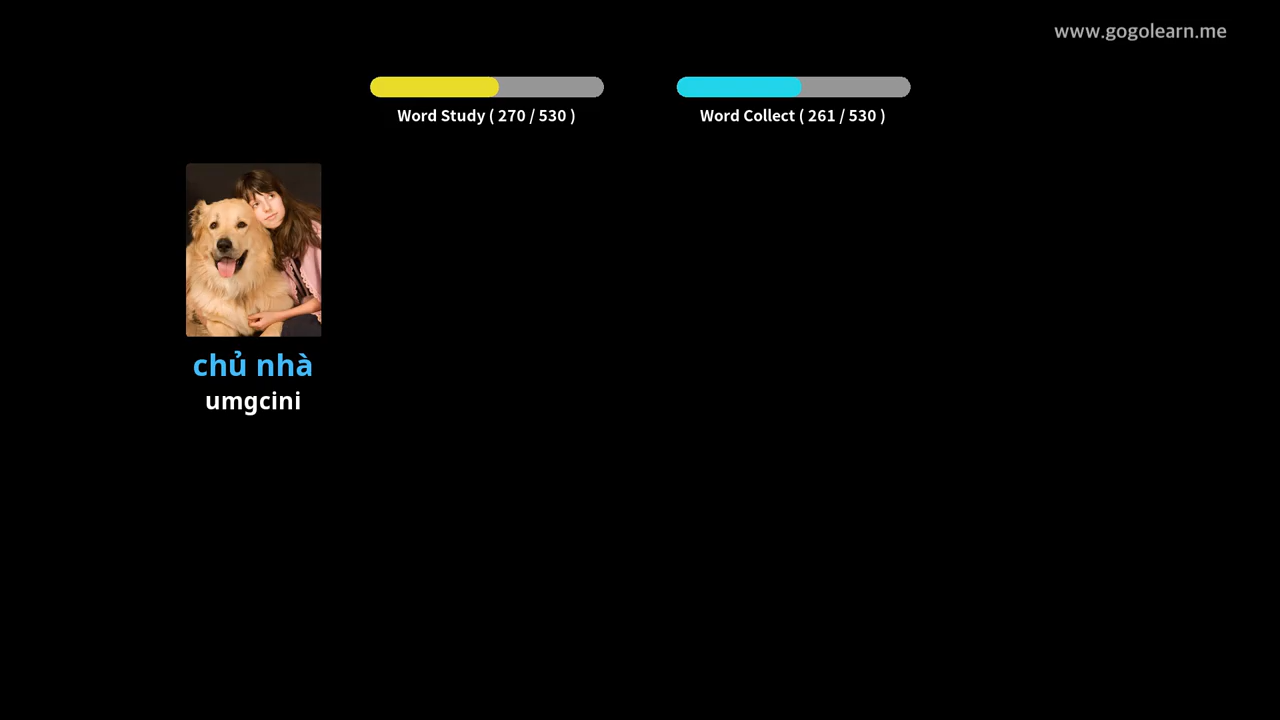 www.gogolearn.me
Word Study ( 270 / 530 )
Word Collect ( 261 / 530 )
chủ nhà
umgcini